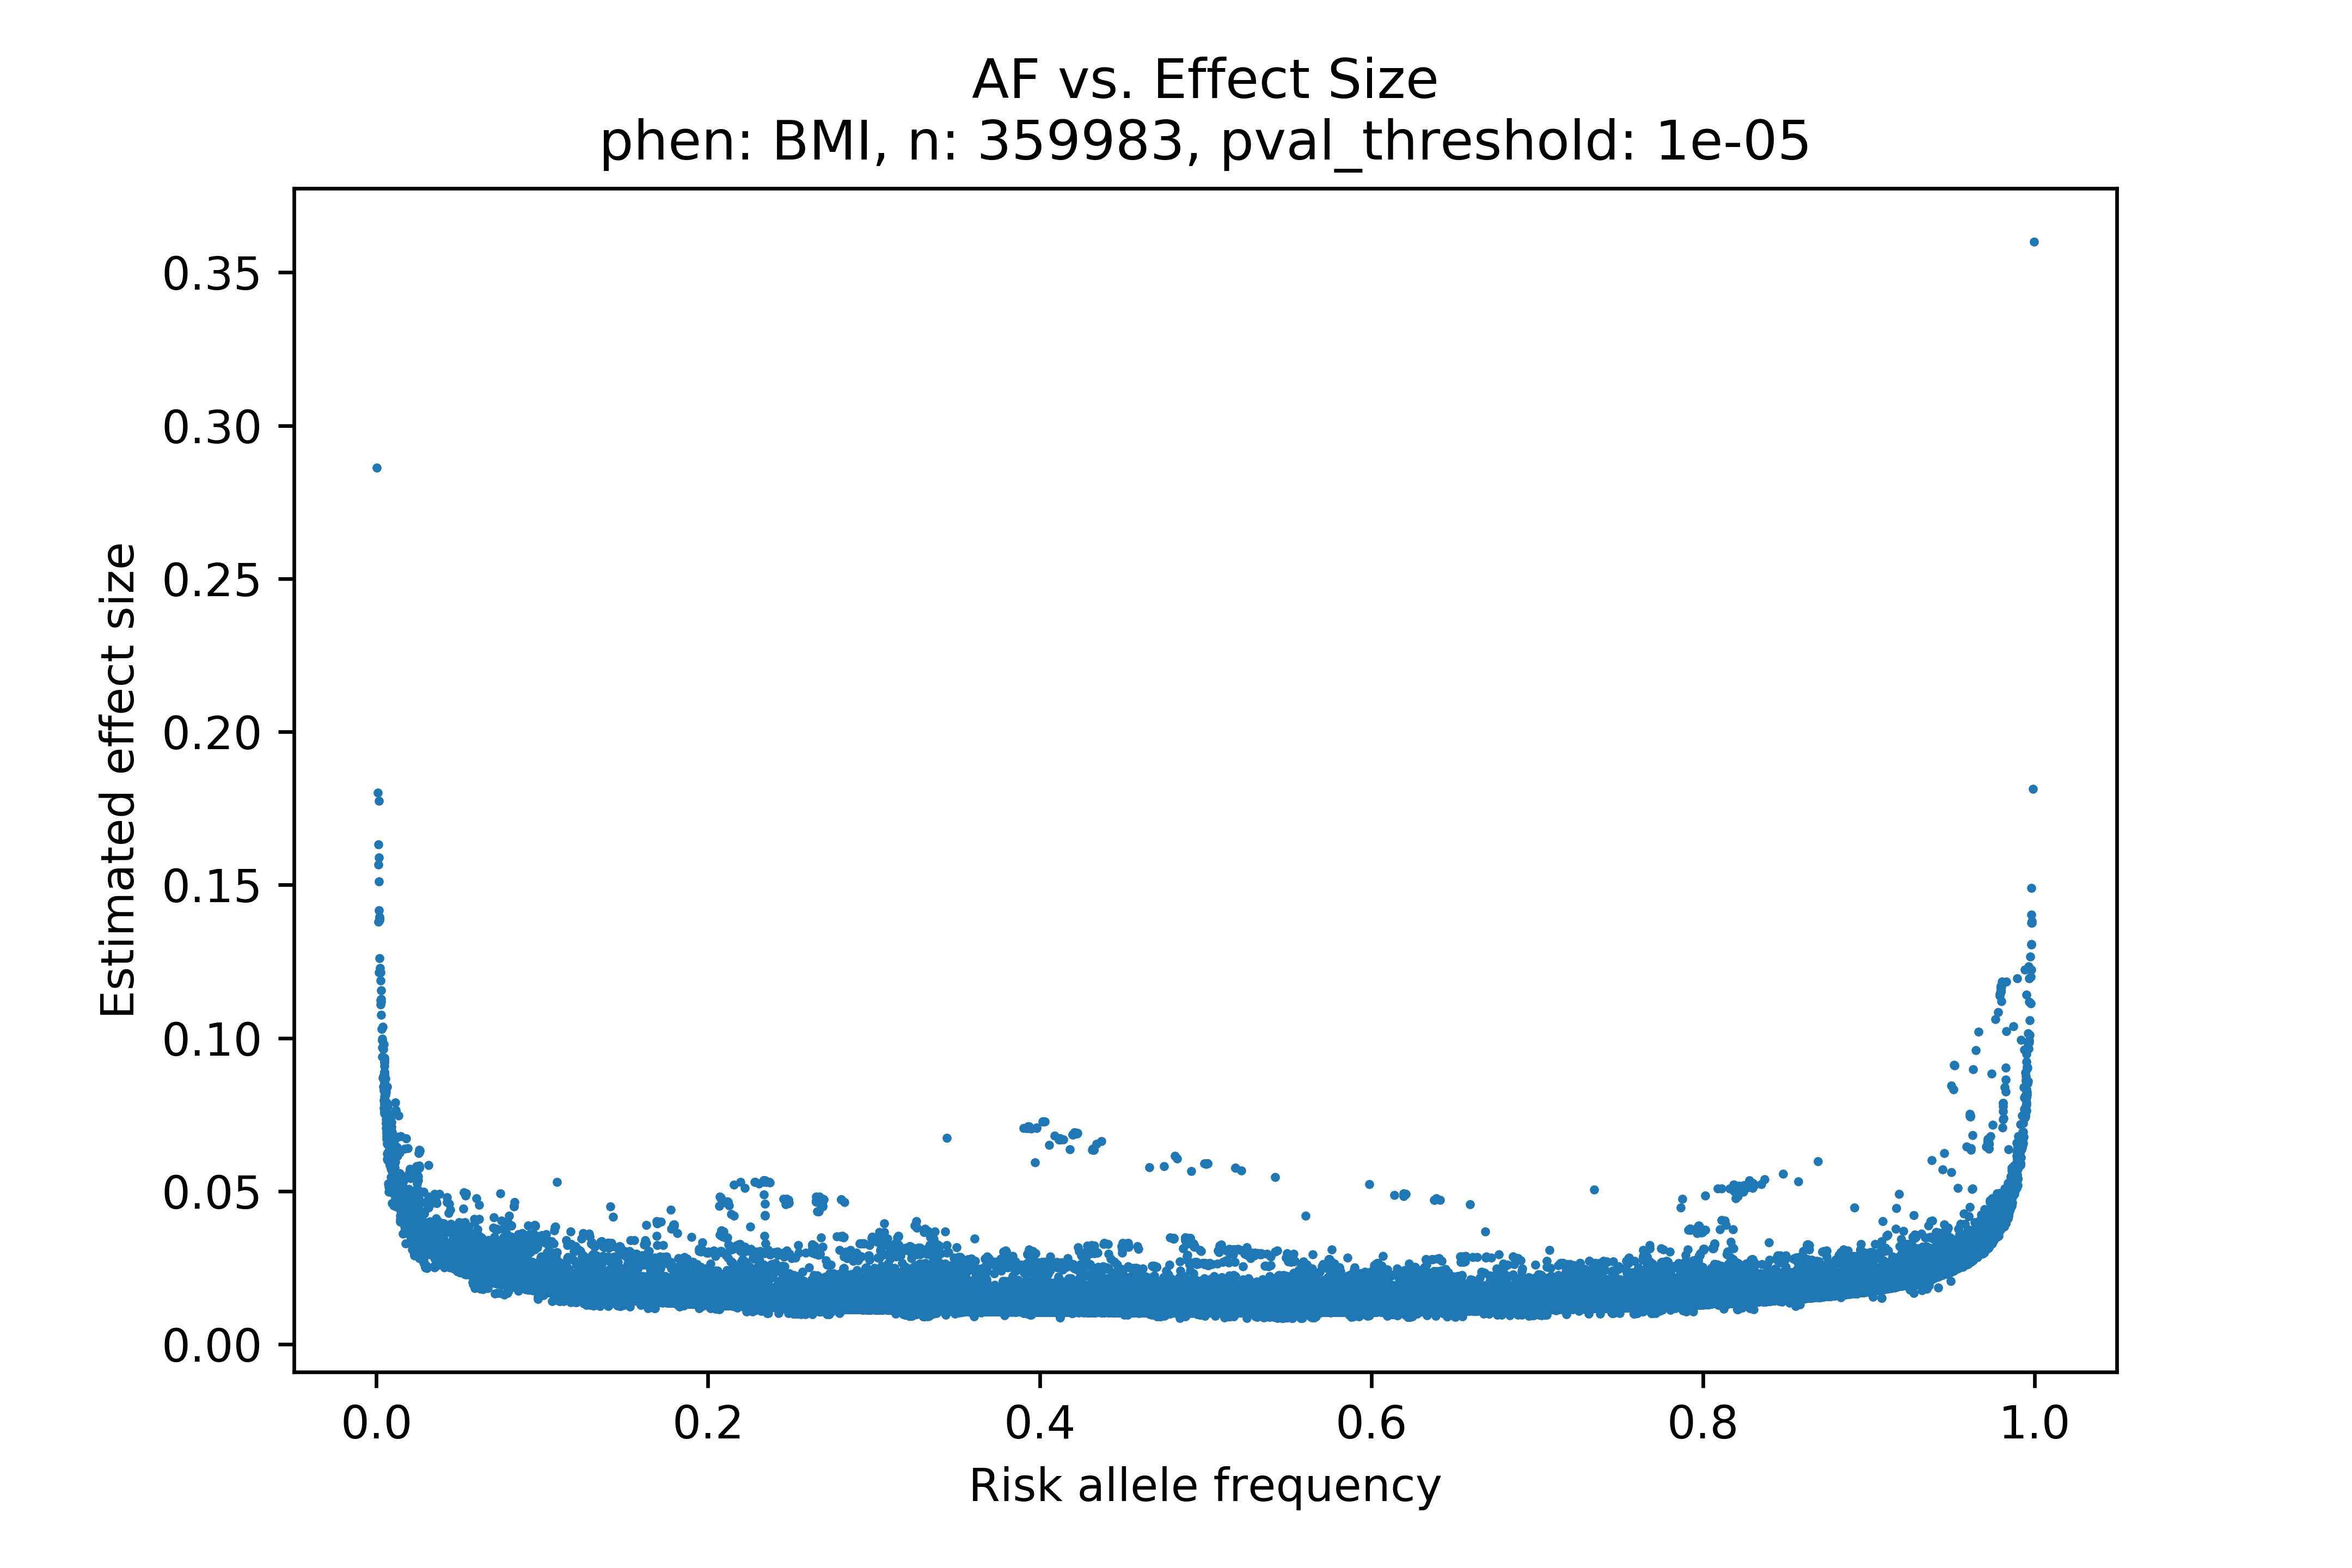 AF vs. Effect Size
phen: BMI, n: 359983, pval_threshold: 1e-05
0.35
0.30
0.25
0.20
0.15
0.10
0.05
0.00
Estimated effect size
0.0 0.2 0.4 0.6 0.8 1.0
Risk allele frequency